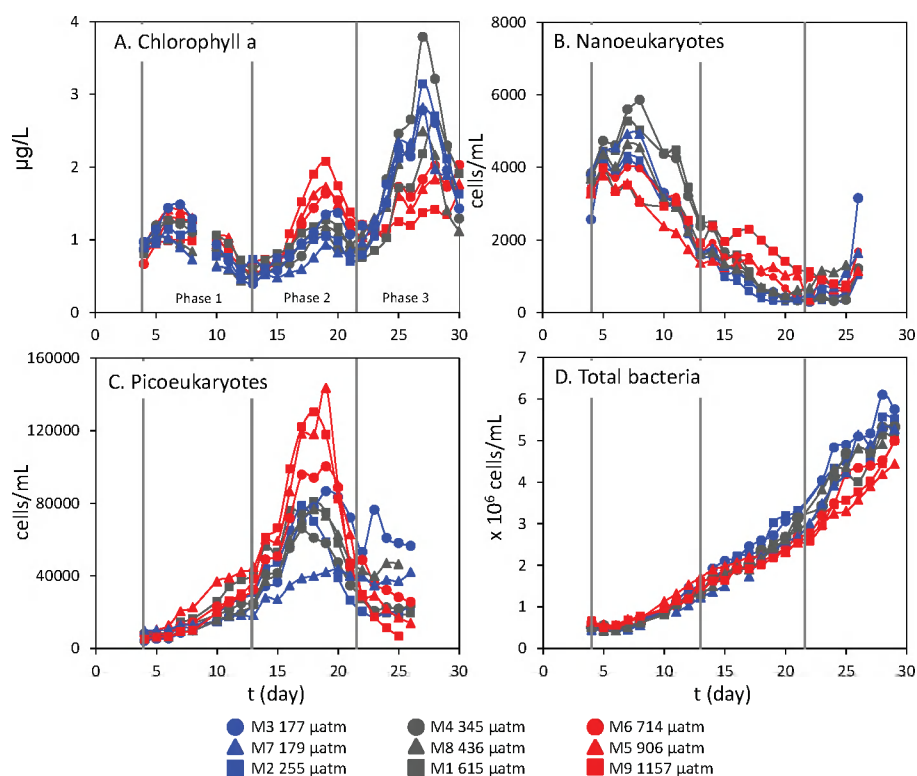 A. Chlorophyll a
µg/L
4
3
2
1
0
0 5 10 15 20 25 30
Phase 1 Phase 2 Phase 3
B. Nanoeukaryotes
cells/mL
8000
6000
4000
2000
0
0 5 10 15 20 25 30
C. Picoeukaryotes
cells/mL
160000
120000
80000
40000
0
0 5 10 15 20 25 30
t (day)
D. Total bacteria
x 10⁶ cells/mL
7
6
5
4
3
2
1
0
0 5 10 15 20 25 30
t (day)
M3 177 µatm M4 345 µatm M6 714 µatm
M7 179 µatm M8 436 µatm M5 906 µatm
M2 255 µatm M1 615 µatm M9 1157 µatm